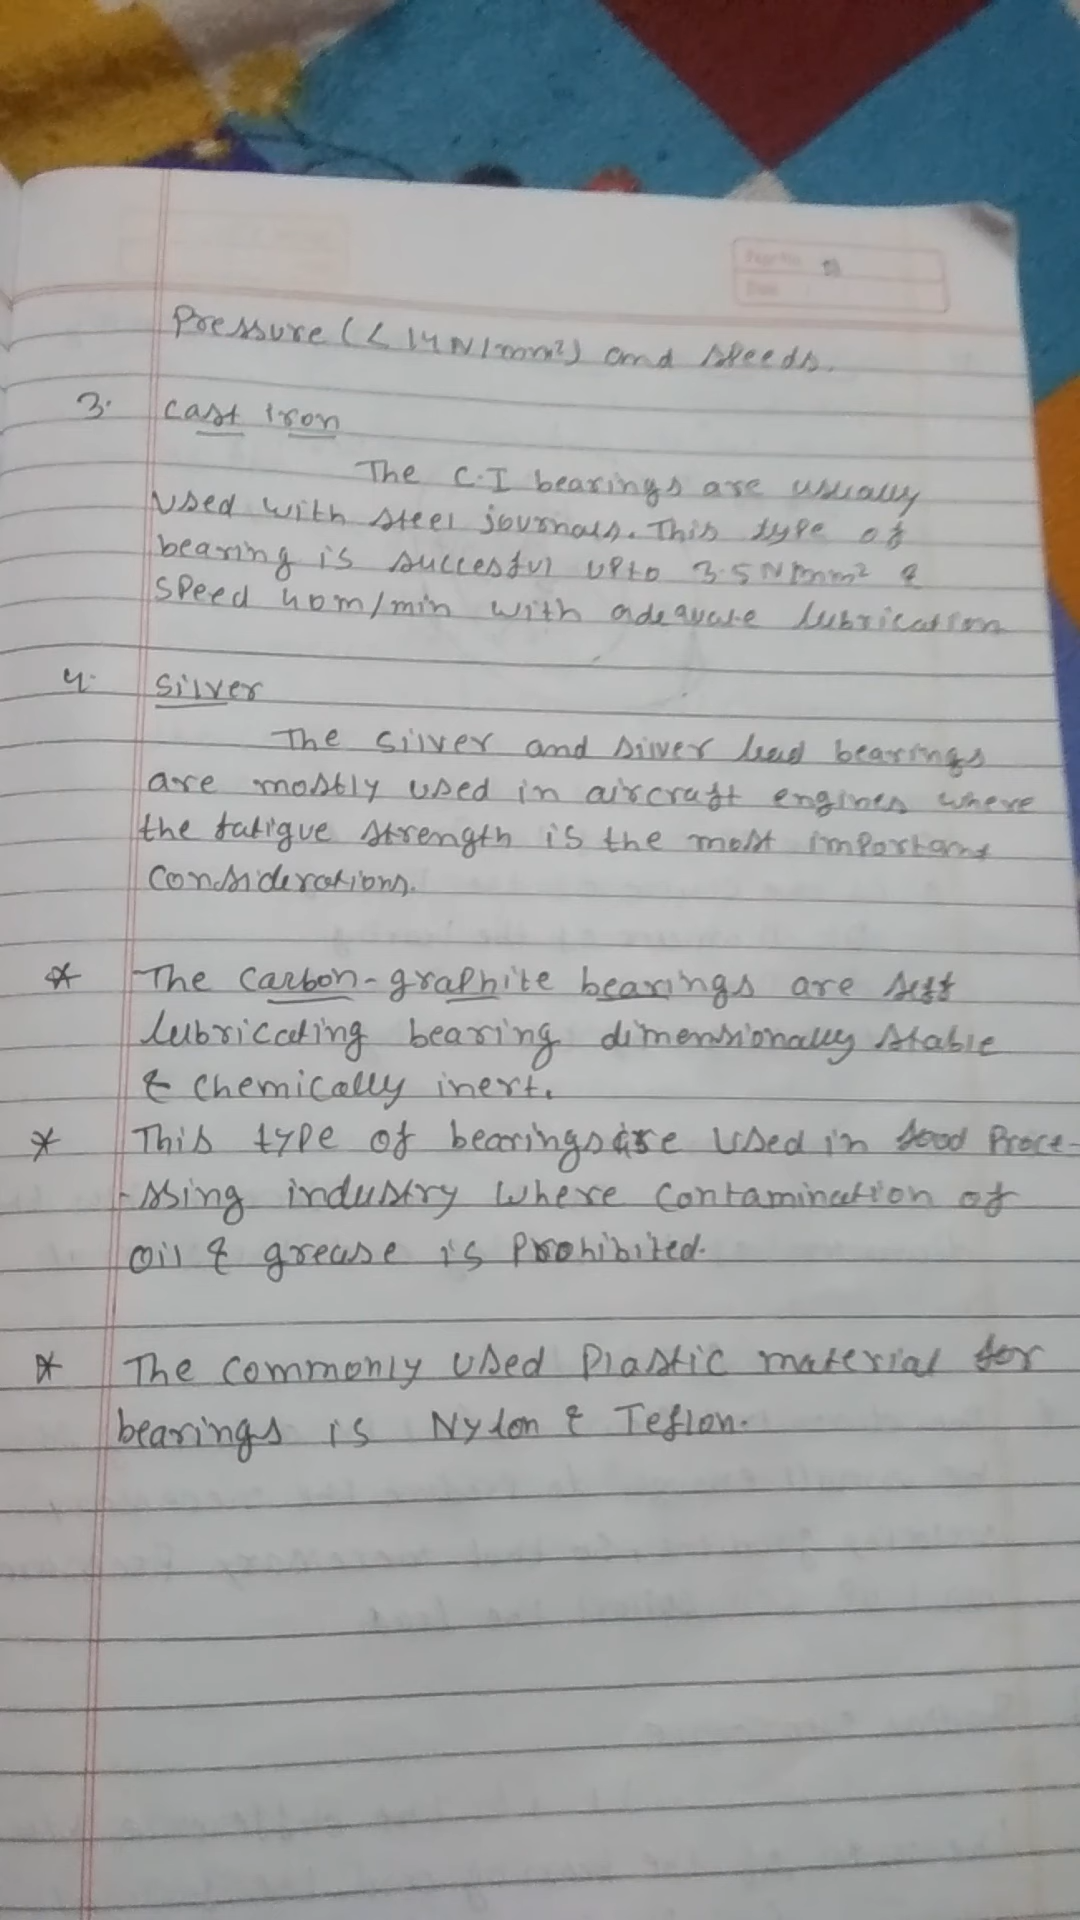 Page No.
Date
Pressure (< 14 N/mm²) and speeds.
3. Cast Iron
The C.I bearings are usually
used with steel journals. This type of
bearing is succesful upto 3.5 N/mm² &
speed 40m/min with adequate lubrication
4. Silver
The silver and silver lead bearings
are mostly used in aircraft engines where
the fatigue strength is the most important
considerations.
* The Carbon-graphite bearings are self
lubricating bearing dimensionally stable
& chemically inert.
* This type of bearings are used in food proce-
-ssing industry where contamination of
oil & grease is prohibited.
* The commonly used plastic material for
bearings is Nylon & Teflon.